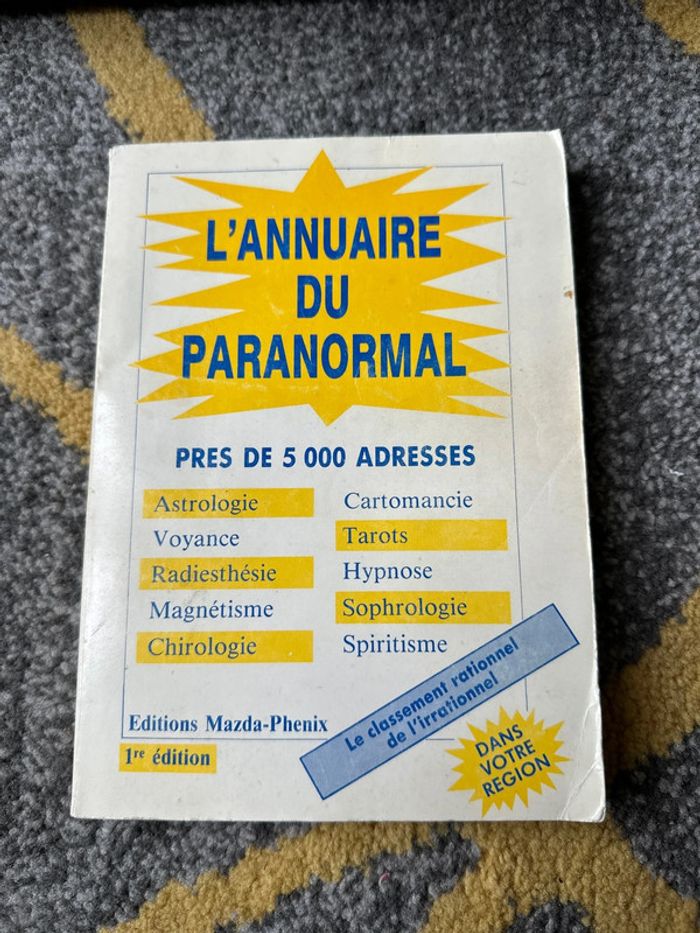 L'ANNUAIRE
DU
PARANORMAL
PRES DE 5 000 ADRESSES
Astrologie
Voyance
Radiesthésie
Magnétisme
Chirologie
Cartomancie
Tarots
Hypnose
Sophrologie
Spiritisme
Le classement rationnel
de l'irrationnel
Editions Mazda-Phenix
1re édition
DANS
VOTRE
REGION